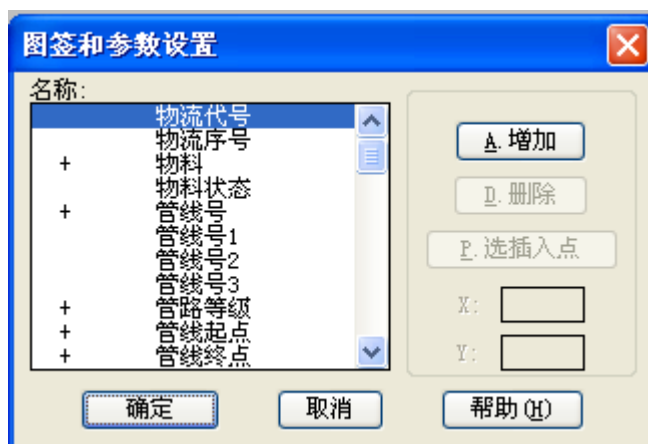 图签和参数设置
名称:
物流代号
物流序号
+ 物料
物料状态
+ 管线号
管线号1
管线号2
管线号3
+ 管路等级
+ 管线起点
+ 管线终点
A. 增加
D. 删除
P. 选插入点
X:
Y:
确定 取消 帮助(H)